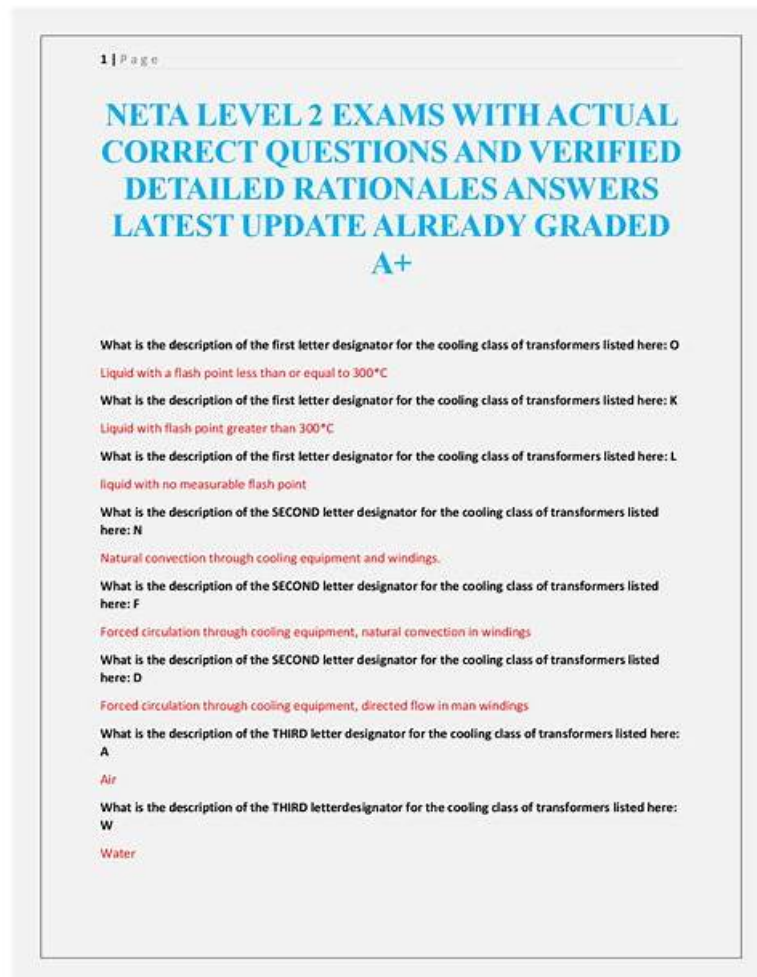 1 | Page
NETA LEVEL 2 EXAMS WITH ACTUAL
CORRECT QUESTIONS AND VERIFIED
DETAILED RATIONALES ANSWERS
LATEST UPDATE ALREADY GRADED
A+
What is the description of the first letter designator for the cooling class of transformers listed here: O
Liquid with a flash point less than or equal to 300*C
What is the description of the first letter designator for the cooling class of transformers listed here: K
Liquid with flash point greater than 300*C
What is the description of the first letter designator for the cooling class of transformers listed here: L
liquid with no measurable flash point
What is the description of the SECOND letter designator for the cooling class of transformers listed
here: N
Natural convection through cooling equipment and windings.
What is the description of the SECOND letter designator for the cooling class of transformers listed
here: F
Forced circulation through cooling equipment, natural convection in windings
What is the description of the SECOND letter designator for the cooling class of transformers listed
here: D
Forced circulation through cooling equipment, directed flow in man windings
What is the description of the THIRD letter designator for the cooling class of transformers listed here:
A
Air
What is the description of the THIRD letterdesignator for the cooling class of transformers listed here:
W
Water